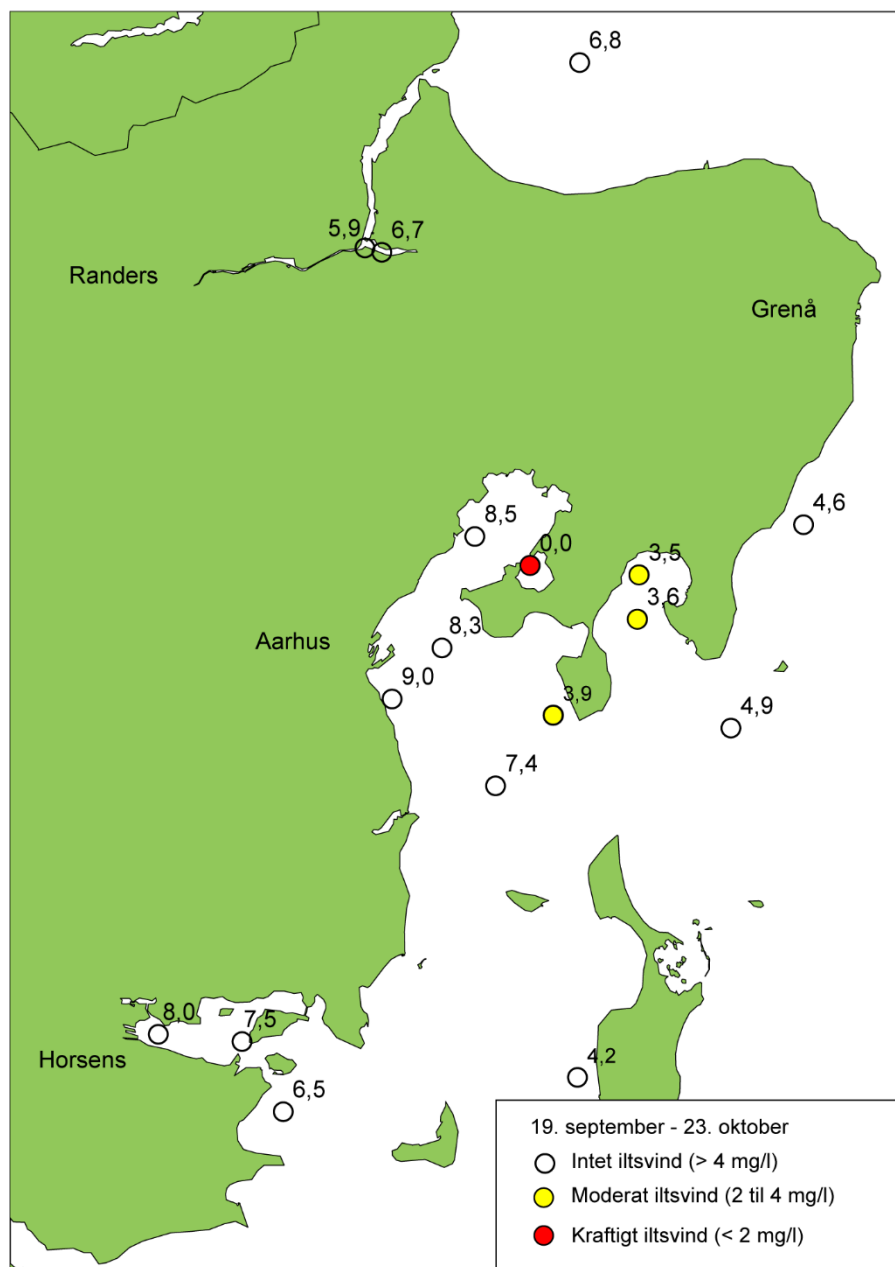 6,8
5,9
6,7
Randers
Grenå
4,6
8,5
0,0
3,5
3,6
8,3
Aarhus
9,0
3,9
4,9
7,4
8,0
7,5
Horsens
4,2
6,5
19. september - 23. oktober
Intet iltsvind (> 4 mg/l)
Moderat iltsvind (2 til 4 mg/l)
Kraftigt iltsvind (< 2 mg/l)